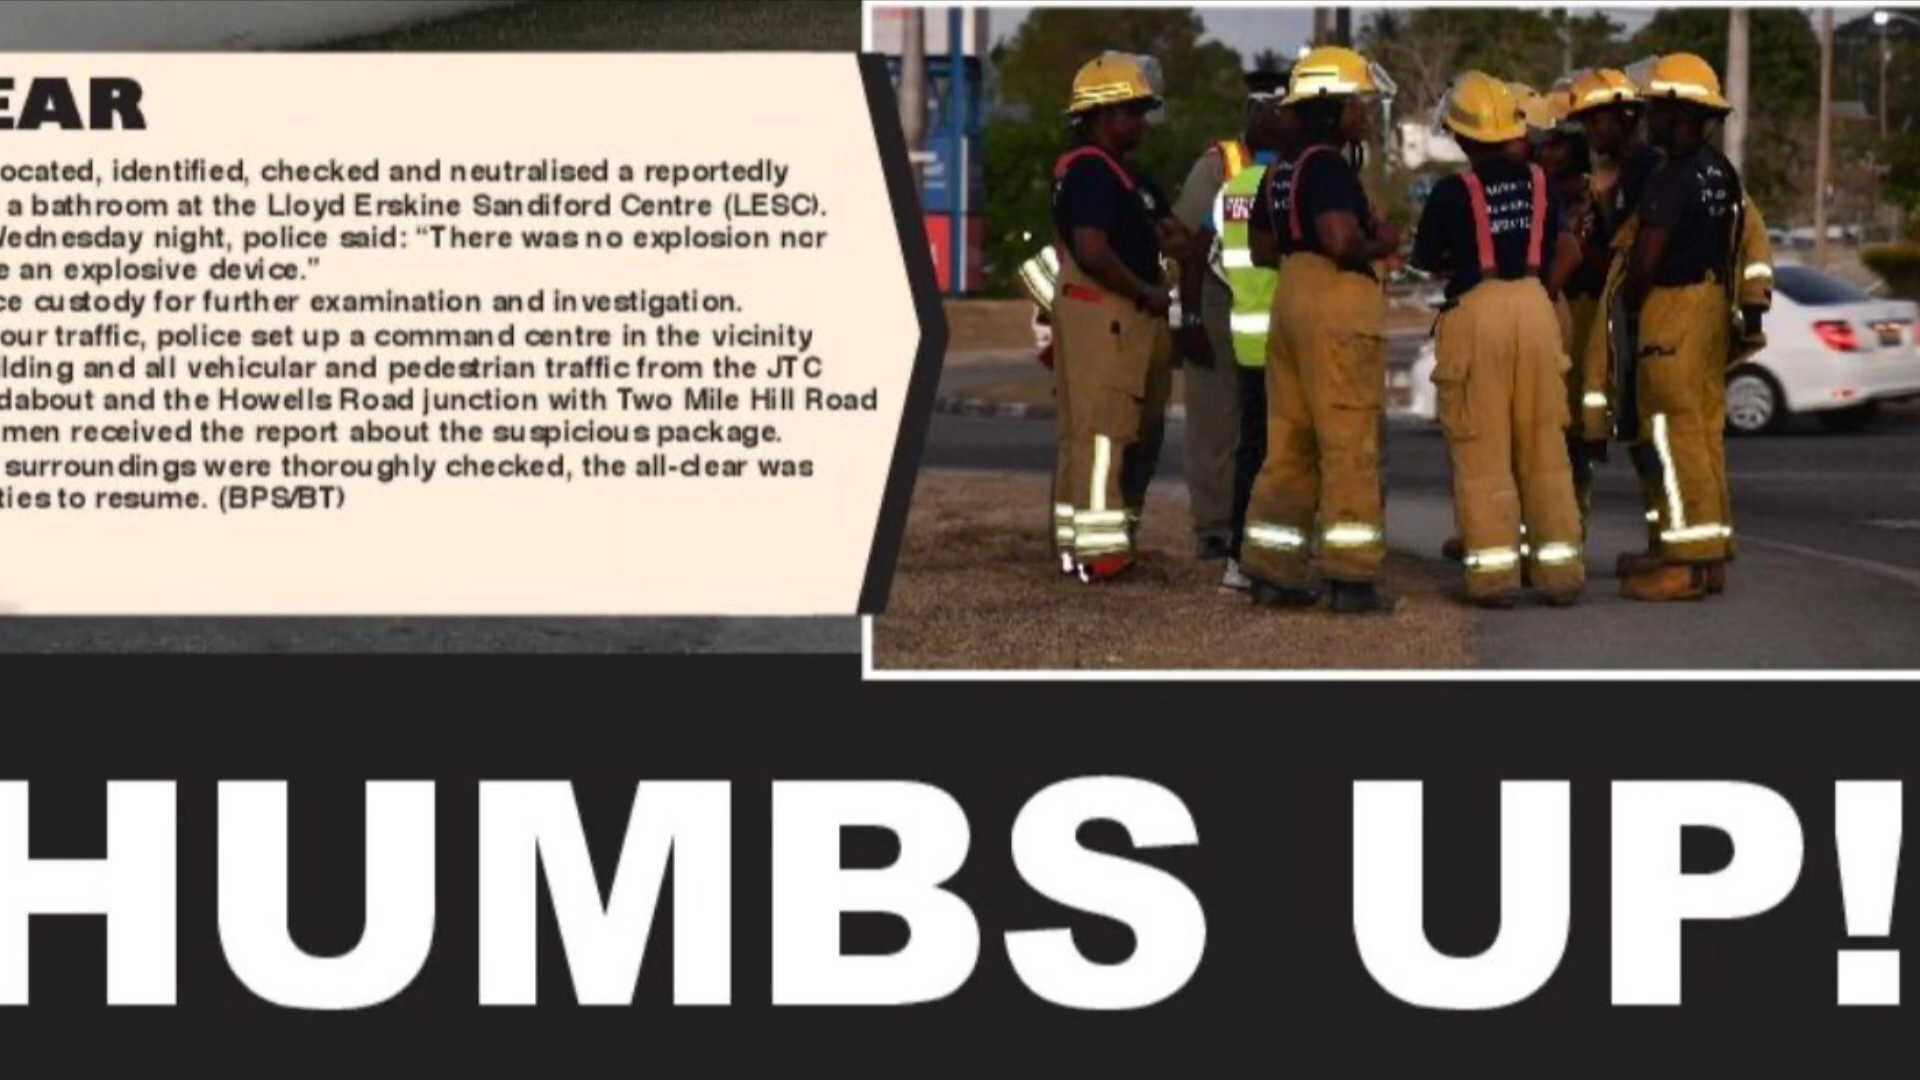 EAR
ocated, identified, checked and neutralised a reportedly
a bathroom at the Lloyd Erskine Sandiford Centre (LESC).
Wednesday night, police said: “There was no explosion nor
e an explosive device.”
ce custody for further examination and investigation.
our traffic, police set up a command centre in the vicinity
lding and all vehicular and pedestrian traffic from the JTC
dabout and the Howells Road junction with Two Mile Hill Road
men received the report about the suspicious package.
surroundings were thoroughly checked, the all-clear was
ties to resume. (BPS/BT)
HUMBS UP!